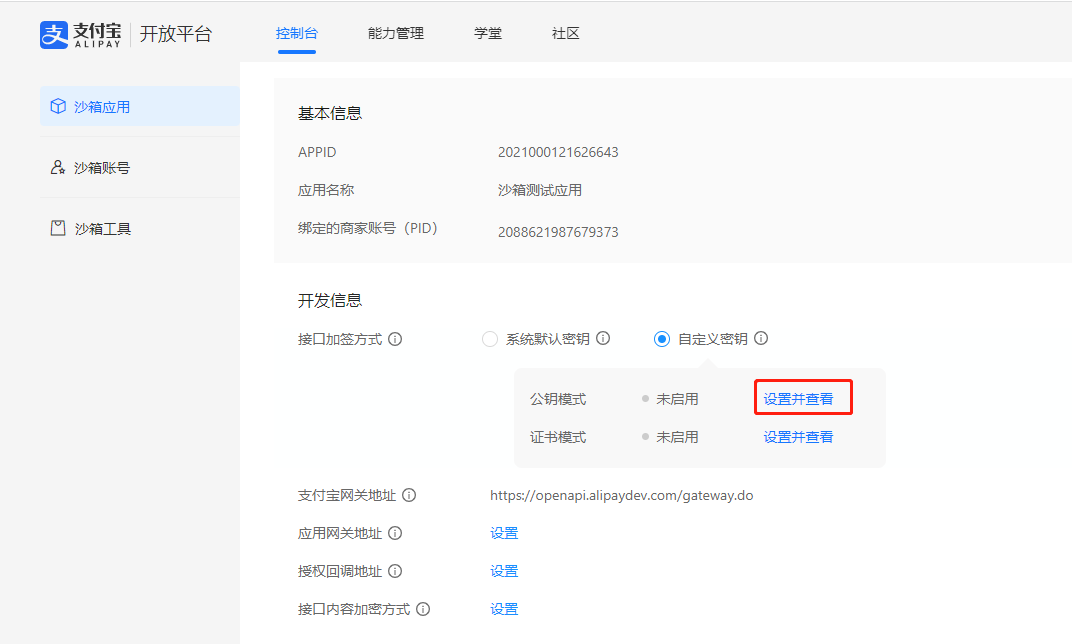 支付宝 ALIPAY 开放平台 控制台 能力管理 学堂 社区
沙箱应用
沙箱账号
沙箱工具
基本信息
APPID 2021000121626643
应用名称 沙箱测试应用
绑定的商家账号（PID） 2088621987679373
开发信息
接口加签方式 系统默认密钥 自定义密钥
公钥模式 未启用 设置并查看
证书模式 未启用 设置并查看
支付宝网关地址 https://openapi.alipaydev.com/gateway.do
应用网关地址 设置
授权回调地址 设置
接口内容加密方式 设置